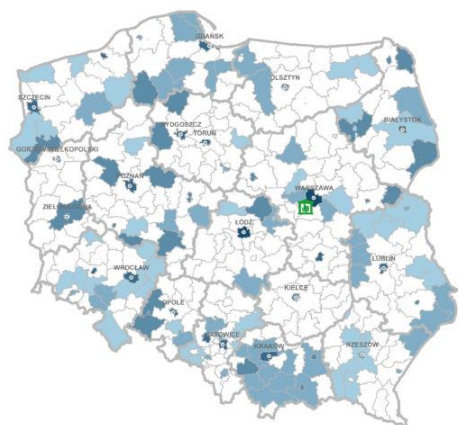 GDAŃSK
OLSZTYN
SZCZECIN
BIAŁYSTOK
BYDGOSZCZ
TORUŃ
GORZÓW WIELKOPOLSKI
POZNAŃ
WARSZAWA
ZIELONA GÓRA
ŁÓDŹ
LUBLIN
WROCŁAW
OPOLE
KIELCE
KATOWICE
KRAKÓW
RZESZÓW